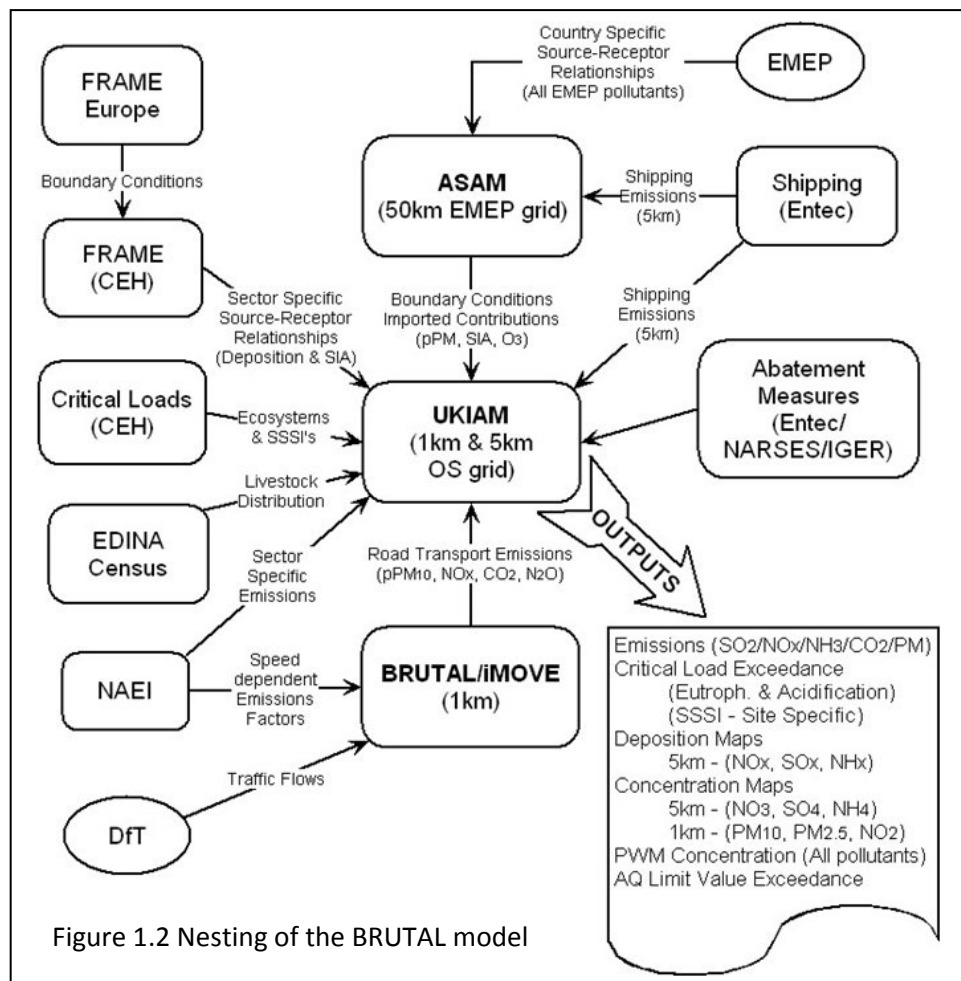 FRAME
Europe
Country Specific
Source-Receptor
Relationships
(All EMEP pollutants)
EMEP
Boundary Conditions
ASAM
(50km EMEP grid)
Shipping
Emissions
(5km)
Shipping
(Entec)
FRAME
(CEH)
Sector Specific
Source-Receptor
Relationships
(Deposition & SIA)
Boundary Conditions
Imported Contributions
(pPM, SIA, O3)
Shipping
Emissions
(5km)
Critical Loads
(CEH)
Ecosystems
& SSSI's
UKIAM
(1km & 5km
OS grid)
Abatement
Measures
(Entec/
NARSES/IGER)
Livestock
Distribution
EDINA
Census
Sector
Specific
Emissions
Road Transport Emissions
(pPM10, NOx, CO2, N2O)
OUTPUTS
NAEI
Speed
dependent
Emissions
Factors
BRUTAL/iMOVE
(1km)
Traffic Flows
DfT
Emissions (SO2/NOx/NH3/CO2/PM)
Critical Load Exceedance
(Eutroph. & Acidification)
(SSSI - Site Specific)
Deposition Maps
5km - (NOx, SOx, NHx)
Concentration Maps
5km - (NO3, SO4, NH4)
1km - (PM10, PM2.5, NO2)
PWM Concentration (All pollutants)
AQ Limit Value Exceedance
Figure 1.2 Nesting of the BRUTAL model